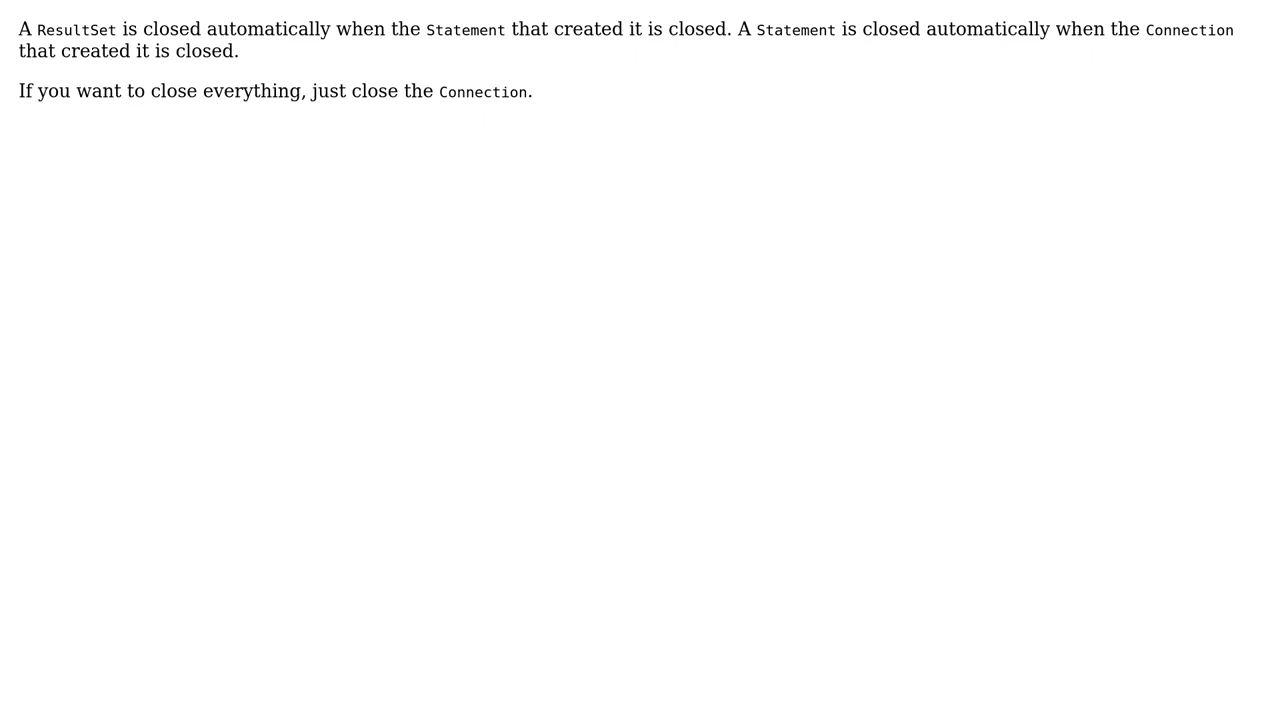 A ResultSet is closed automatically when the Statement that created it is closed. A Statement is closed automatically when the Connection
that created it is closed.
If you want to close everything, just close the Connection.